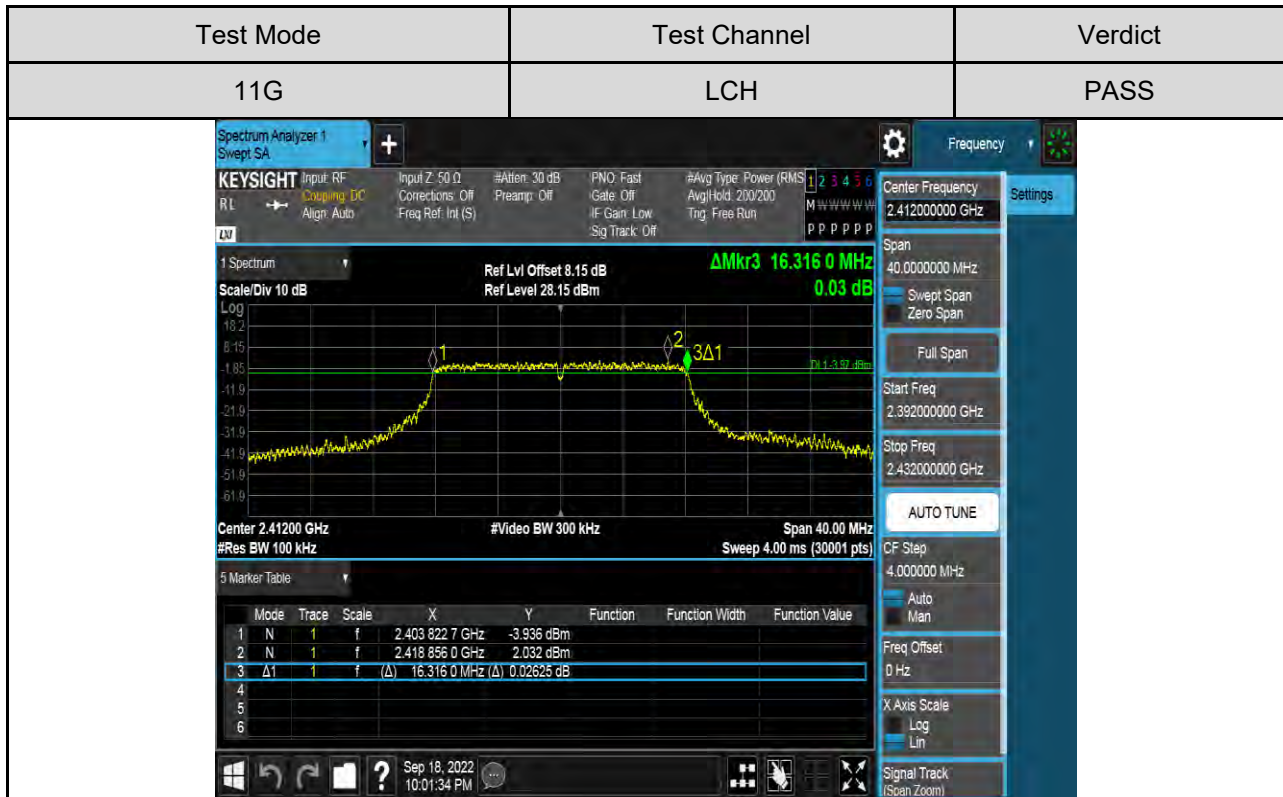 Test Mode Test Channel Verdict
11G LCH PASS
Spectrum Analyzer 1
Swept SA
+
Frequency
KEYSIGHT Input: RF Input Z: 50 Ω #Atten: 30 dB PNO: Fast #Avg Type: Power (RMS 1 2 3 4 5 6
RL Coupling: DC Corrections: Off Preamp: Off Gate: Off Avg|Hold: 200/200 M W W W W W
Align: Auto Freq Ref: Int (S) IF Gain: Low Trig: Free Run
LXI Sig Track: Off P P P P P P
1 Spectrum
Scale/Div 10 dB
Ref Lvl Offset 8.15 dB
Ref Level 28.15 dBm
ΔMkr3 16.316 0 MHz
0.03 dB
Log
18.2
8.15
-1.85
-11.9
-21.9
-31.9
-41.9
-51.9
-61.9
1
2
3Δ1
DL1 -3.97 dBm
Center 2.41200 GHz #Video BW 300 kHz Span 40.00 MHz
#Res BW 100 kHz Sweep 4.00 ms (30001 pts)
5 Marker Table
Mode Trace Scale X Y Function Function Width Function Value
1 N 1 f 2.403 822 7 GHz -3.936 dBm
2 N 1 f 2.418 856 0 GHz 2.032 dBm
3 Δ1 1 f (Δ) 16.316 0 MHz (Δ) 0.02625 dB
4
5
6
? Sep 18, 2022
10:01:34 PM
Center Frequency
2.412000000 GHz
Settings
Span
40.0000000 MHz
Swept Span
Zero Span
Full Span
Start Freq
2.392000000 GHz
Stop Freq
2.432000000 GHz
AUTO TUNE
CF Step
4.000000 MHz
Auto
Man
Freq Offset
0 Hz
X Axis Scale
Log
Lin
Signal Track
(Span Zoom)